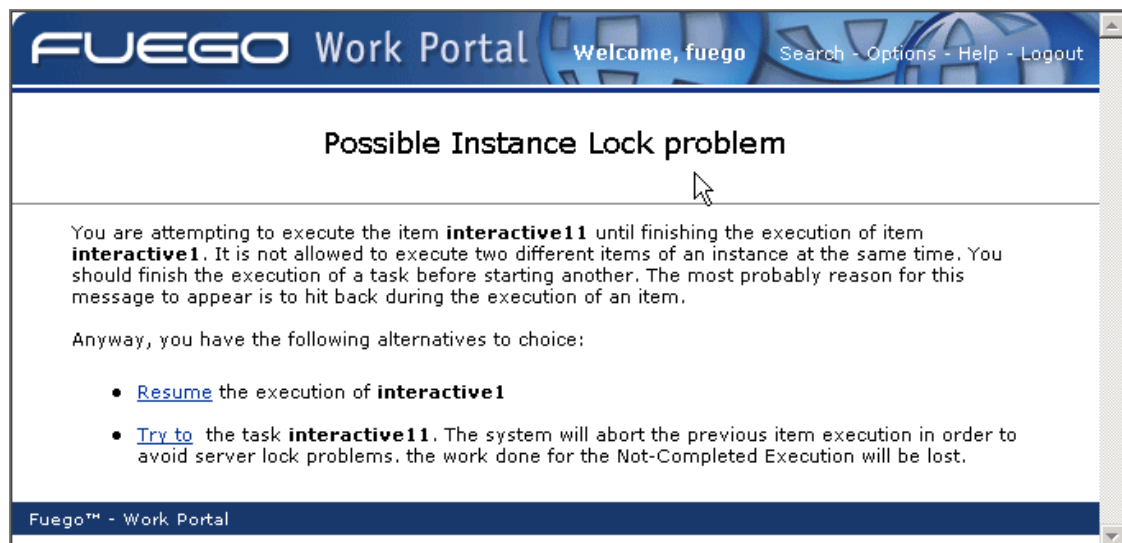 FUEGO Work Portal Welcome, fuego Search - Options - Help - Logout
Possible Instance Lock problem
You are attempting to execute the item interactive11 until finishing the execution of item
interactive1. It is not allowed to execute two different items of an instance at the same time. You
should finish the execution of a task before starting another. The most probably reason for this
message to appear is to hit back during the execution of an item.
Anyway, you have the following alternatives to choice:
• Resume the execution of interactive1
• Try to the task interactive11. The system will abort the previous item execution in order to
avoid server lock problems. the work done for the Not-Completed Execution will be lost.
Fuego™ - Work Portal